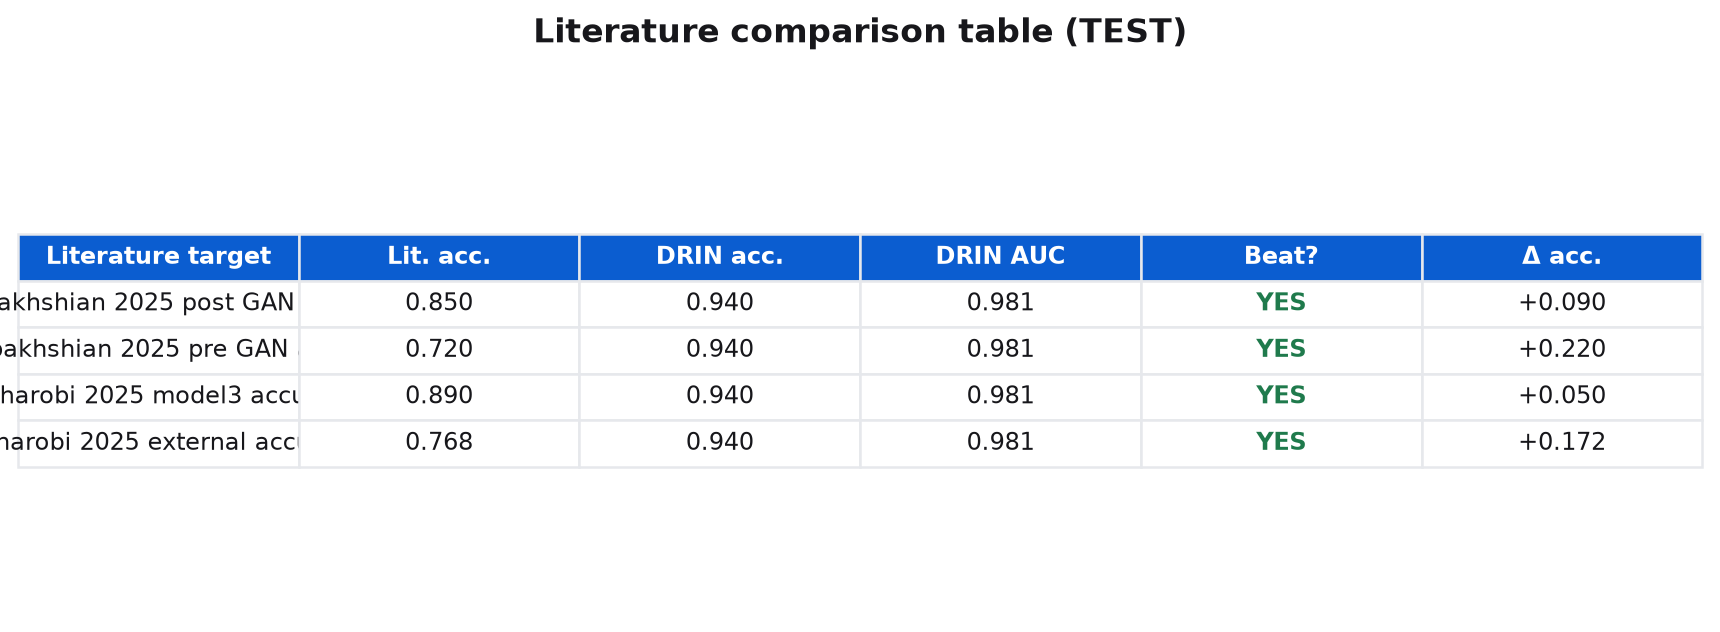 Literature comparison table (TEST)
Literature target Lit. acc. DRIN acc. DRIN AUC Beat? Δ acc.
akhshian 2025 post GAN 0.850 0.940 0.981 YES +0.090
akhshian 2025 pre GAN 0.720 0.940 0.981 YES +0.220
harobi 2025 model3 accu 0.890 0.940 0.981 YES +0.050
harobi 2025 external accu 0.768 0.940 0.981 YES +0.172